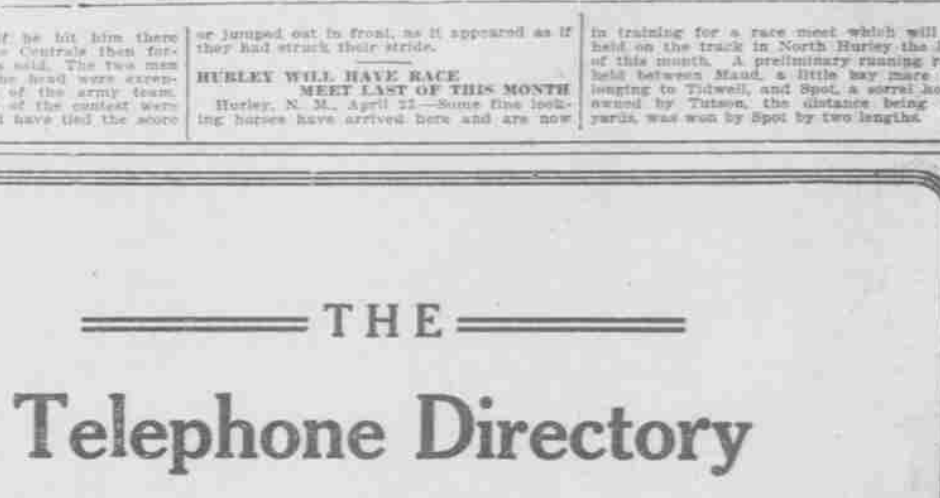 if he hit him there
Centrals then for-
said. The two men
the head were excep-
of the army team.
of the contest were
have tied the score
or jumped out in front, as it appeared as if
they had struck their stride.
HURLEY WILL HAVE RACE
MEET LAST OF THIS MONTH
Hurley, N. M., April 22.—Some fine look-
ing horses have arrived here and are now
in training for a race meet which will
held on the track in North Hurley the
of this month. A preliminary running
held between Maud, a little bay mare
longing to Tidwell, and Spot, a sorrel
owned by Tutson, the distance being
yards, was won by Spot by two lengths.
THE
Telephone Directory